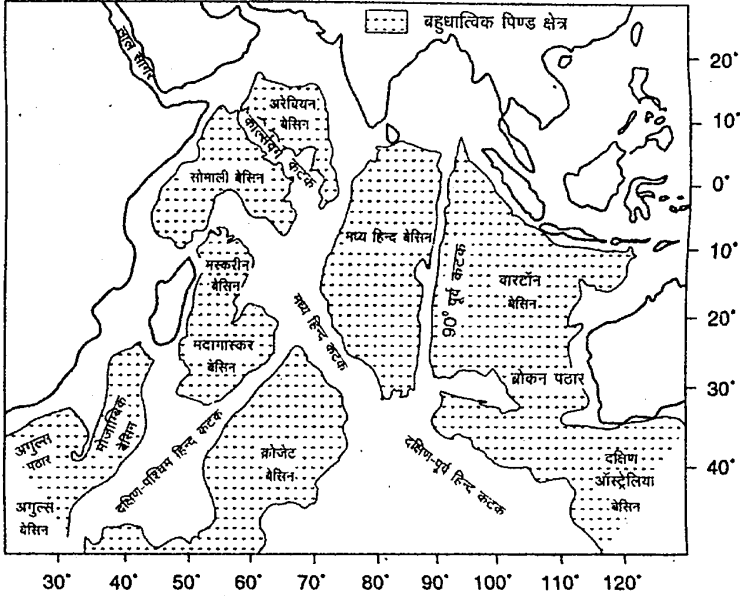 बहुधात्विक पिण्ड क्षेत्र
लाल सागर
20°
अरेबियन
बेसिन
10°
कार्ल्सबर्ग कटक
सोमाली बेसिन
0°
मध्य हिन्द बेसिन
10°
मस्करीन
बेसिन
90° पूर्व कटक
वारटॉन
बेसिन
मध्य हिन्द कटक
20°
मदागास्कर
बेसिन
ब्रोकन पठार
30°
मोजाम्बिक
बेसिन
अगुल्स
पठार
दक्षिण-पश्चिम हिन्द कटक
क्रोजेट
बेसिन
दक्षिण-पूर्व हिन्द कटक
दक्षिण
ऑस्ट्रेलिया
बेसिन
40°
अगुल्स
बेसिन
30° 40° 50° 60° 70° 80° 90° 100° 110° 120°